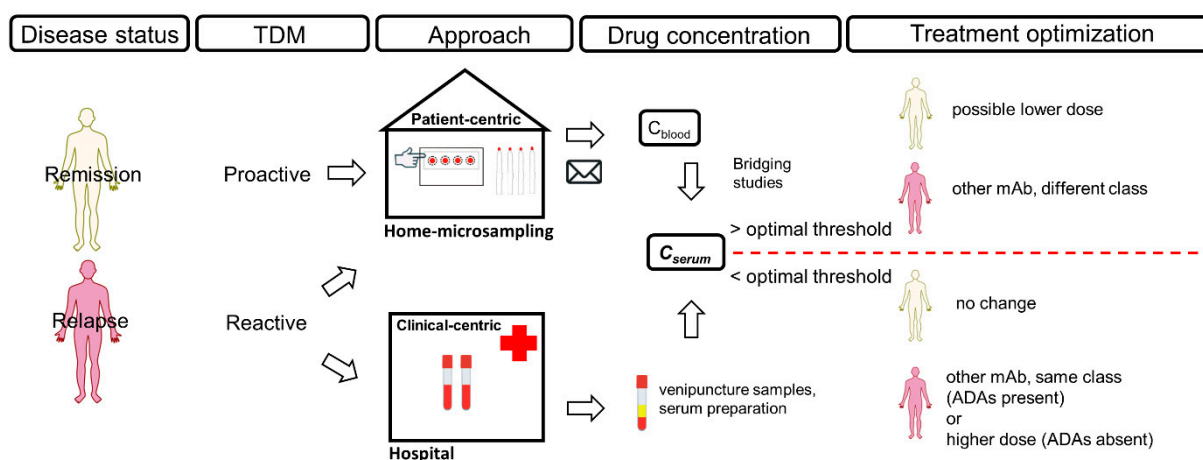 Disease status
TDM
Approach
Drug concentration
Treatment optimization
Remission
Proactive
Patient-centric
Home-microsampling
C_blood
Bridging
studies
possible lower dose
other mAb, different class
> optimal threshold
C_serum
< optimal threshold
Relapse
Reactive
Clinical-centric
Hospital
venipuncture samples,
serum preparation
no change
other mAb, same class
(ADAs present)
or
higher dose (ADAs absent)